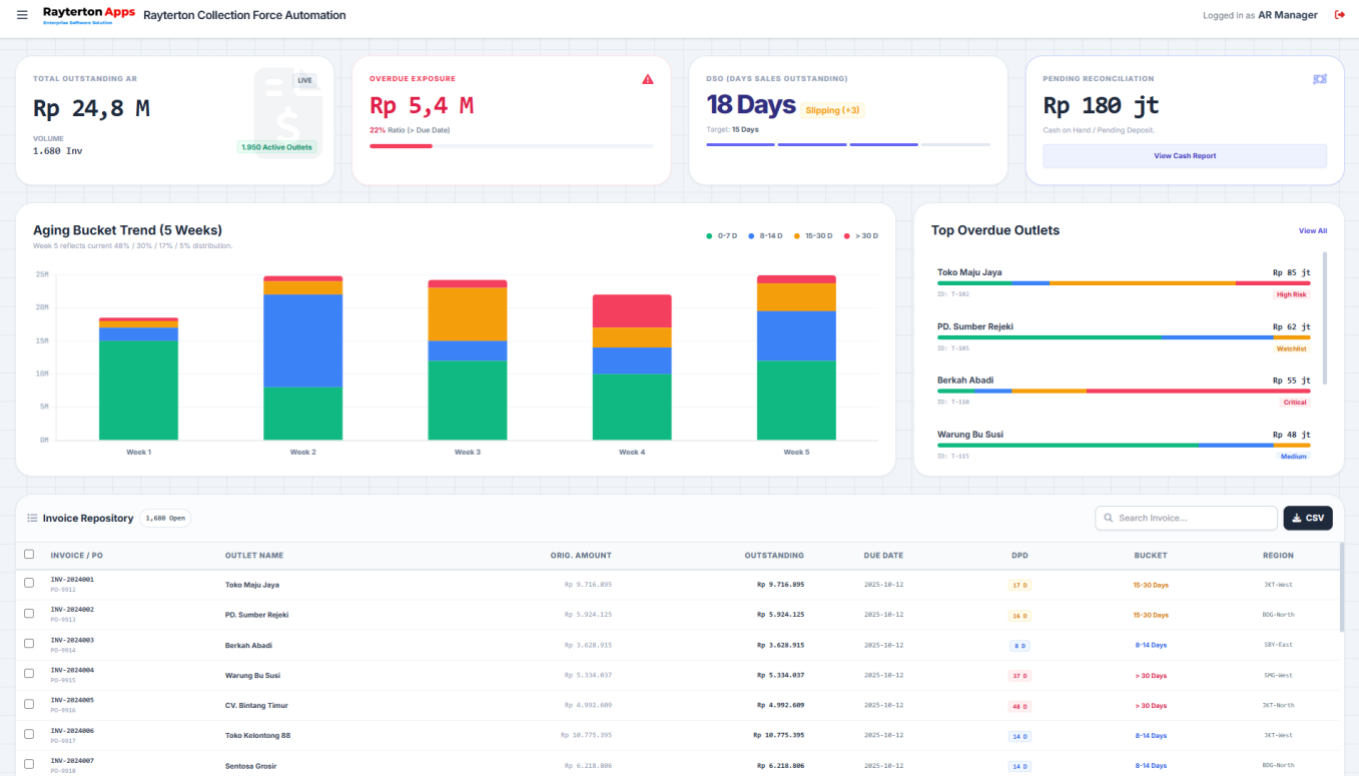 Rayterton Apps
Enterprise Software Solution
Rayterton Collection Force Automation
Logged in as AR Manager
TOTAL OUTSTANDING AR
LIVE
Rp 24,8 M
VOLUME
1.680 Inv
1.950 Active Outlets
OVERDUE EXPOSURE
Rp 5,4 M
22% Ratio (> Due Date)
DSO (DAYS SALES OUTSTANDING)
18 Days Slipping (+3)
Target: 15 Days
PENDING RECONCILIATION
Rp 180 jt
Cash on Hand / Pending Deposit.
View Cash Report
Aging Bucket Trend (5 Weeks)
Week 5 reflects current 48% / 30% / 17% / 5% distribution.
0-7 D 8-14 D 15-30 D > 30 D
25M
20M
15M
10M
5M
0M
Week 1 Week 2 Week 3 Week 4 Week 5
Top Overdue Outlets
View All
Toko Maju Jaya Rp 85 jt
ID: T-102 High Risk
PD. Sumber Rejeki Rp 62 jt
ID: T-105 Watchlist
Berkah Abadi Rp 55 jt
ID: T-110 Critical
Warung Bu Susi Rp 48 jt
ID: T-115 Medium
Invoice Repository 1,680 Open
Search Invoice...
CSV
INVOICE / PO OUTLET NAME ORIG. AMOUNT OUTSTANDING DUE DATE DPD BUCKET REGION
INV-2024001 Toko Maju Jaya Rp 9.716.895 Rp 9.716.895 2025-10-12 17 D 15-30 Days JKT-West
PO-9912
INV-2024002 PD. Sumber Rejeki Rp 5.924.125 Rp 5.924.125 2025-10-12 16 D 15-30 Days BDG-North
PO-9913
INV-2024003 Berkah Abadi Rp 3.628.915 Rp 3.628.915 2025-10-12 8 D 8-14 Days SBY-East
PO-9914
INV-2024004 Warung Bu Susi Rp 5.334.037 Rp 5.334.037 2025-10-12 37 D > 30 Days SMG-West
PO-9915
INV-2024005 CV. Bintang Timur Rp 4.992.609 Rp 4.992.609 2025-10-12 48 D > 30 Days JKT-North
PO-9916
INV-2024006 Toko Kelontong 88 Rp 10.775.395 Rp 10.775.395 2025-10-12 14 D 8-14 Days JKT-West
PO-9917
INV-2024007 Sentosa Grosir Rp 6.218.806 Rp 6.218.806 2025-10-12 14 D 8-14 Days BDG-North
PO-9918